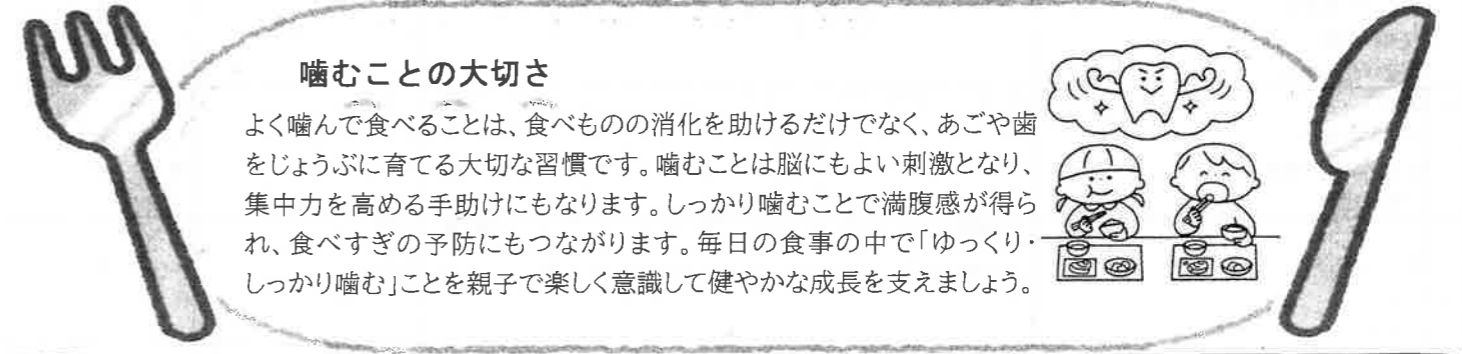 噛むことの大切さ
よく噛んで食べることは、食べものの消化を助けるだけでなく、あごや歯
をじょうぶに育てる大切な習慣です。噛むことは脳にもよい刺激となり、
集中力を高める手助けにもなります。しっかり噛むことで満腹感が得ら
れ、食べすぎの予防にもつながります。毎日の食事の中で「ゆっくり・
しっかり噛む」ことを親子で楽しく意識して健やかな成長を支えましょう。